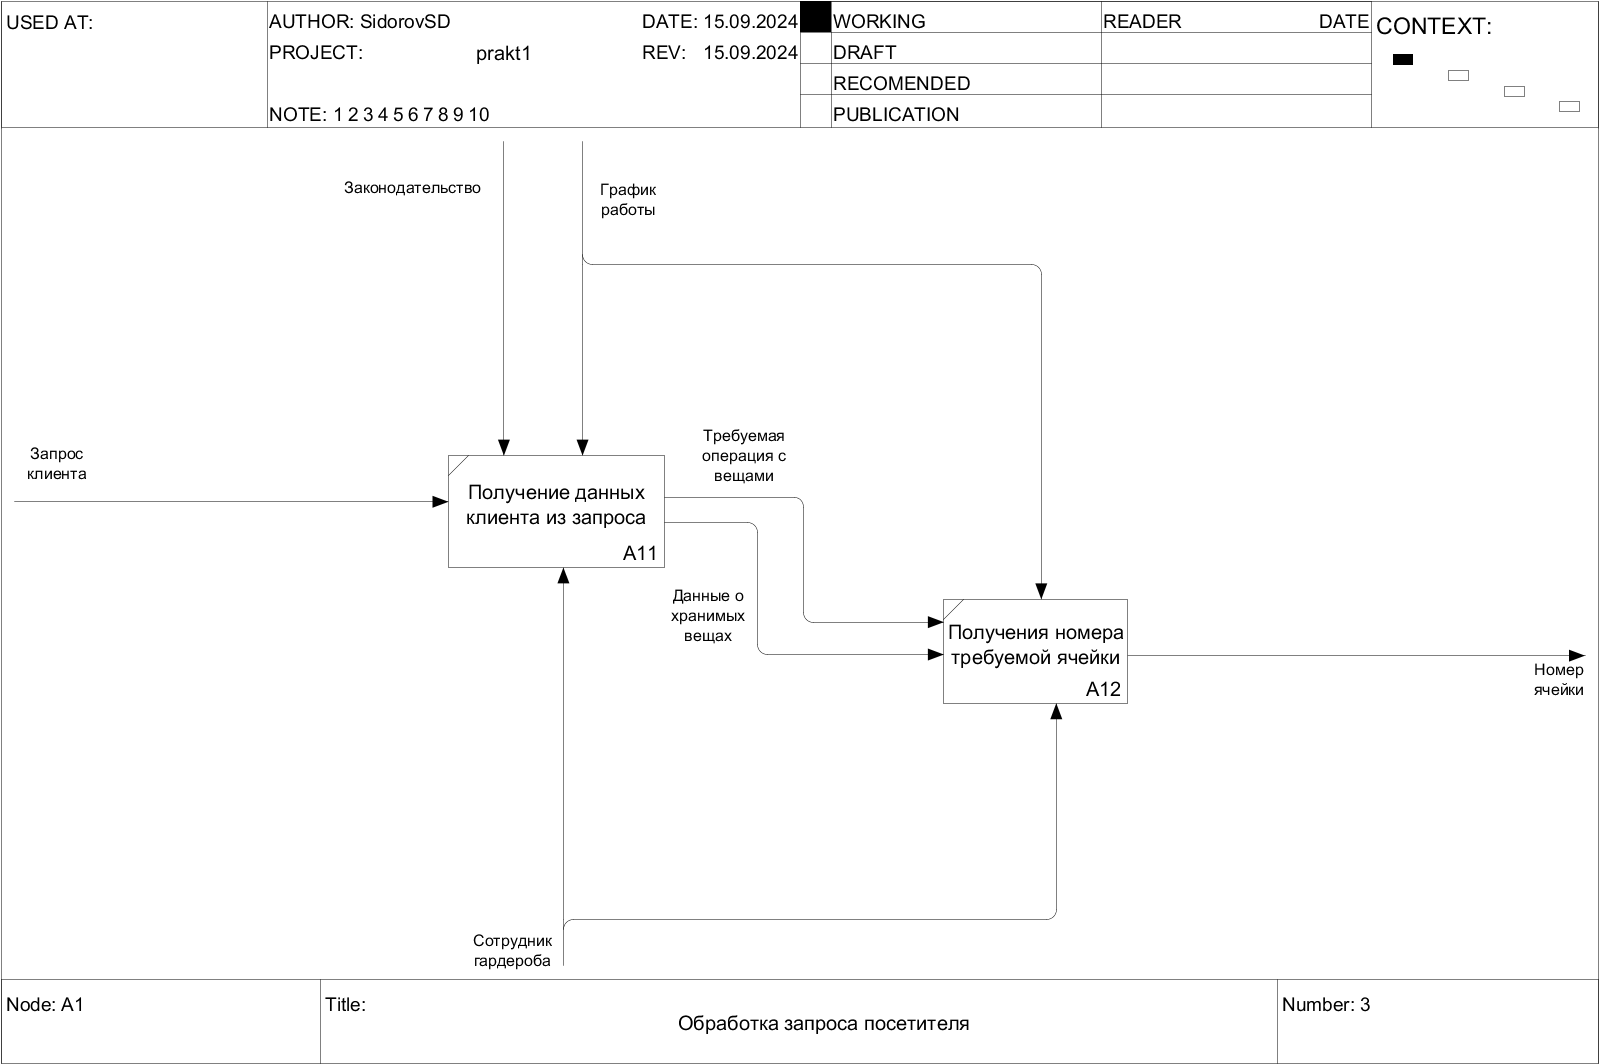 USED AT:
AUTHOR: SidorovSD
DATE: 15.09.2024
PROJECT:
prakt1
REV: 15.09.2024
NOTE: 1 2 3 4 5 6 7 8 9 10
WORKING
DRAFT
RECOMENDED
PUBLICATION
READER
DATE
CONTEXT:
Законодательство
График
работы
Запрос
клиента
Получение данных
клиента из запроса
A11
Требуемая
операция с
вещами
Данные о
хранимых
вещах
Получения номера
требуемой ячейки
A12
Номер
ячейки
Сотрудник
гардероба
Node: A1
Title:
Обработка запроса посетителя
Number: 3